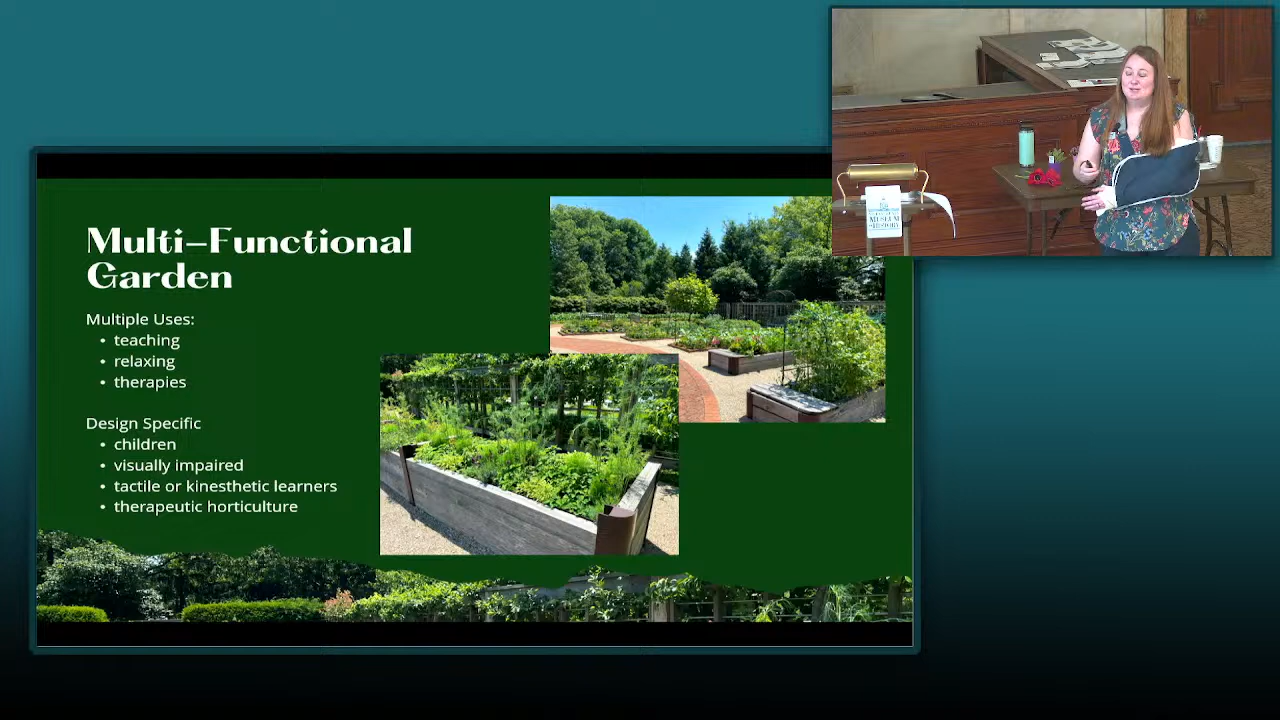 Multi-Functional
Garden
Multiple Uses:
• teaching
• relaxing
• therapies
Design Specific
• children
• visually impaired
• tactile or kinesthetic learners
• therapeutic horticulture
MUSEUM